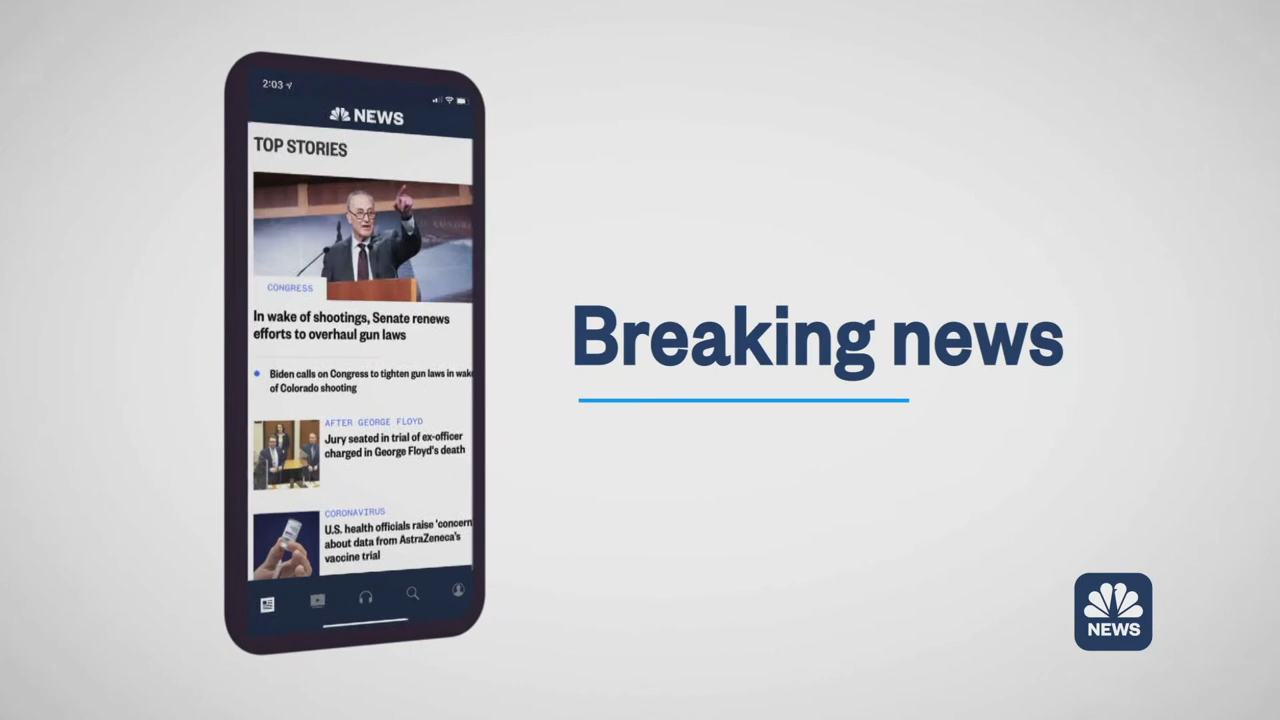 2:03
NEWS
TOP STORIES
CONGRESS
In wake of shootings, Senate renews
efforts to overhaul gun laws
Biden calls on Congress to tighten gun laws in wake
of Colorado shooting
AFTER GEORGE FLOYD
Jury seated in trial of ex-officer
charged in George Floyd's death
CORONAVIRUS
U.S. health officials raise 'concern
about data from AstraZeneca's
vaccine trial
Breaking news
NEWS